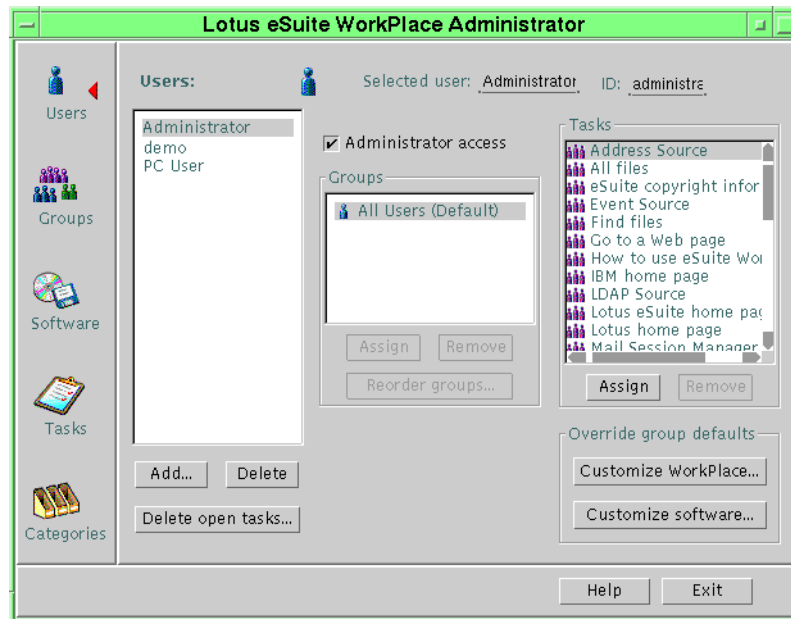 Lotus eSuite WorkPlace Administrator
Users
Groups
Software
Tasks
Categories
Users:
Selected user: Administrator ID: administra
Administrator
demo
PC User
Add... Delete
Delete open tasks...
Administrator access
Groups
All Users (Default)
Assign Remove
Reorder groups...
Tasks
Address Source
All files
eSuite copyright infor
Event Source
Find files
Go to a Web page
How to use eSuite Wor
IBM home page
LDAP Source
Lotus eSuite home pag
Lotus home page
Mail Session Manager
Assign Remove
Override group defaults
Customize WorkPlace...
Customize software...
Help Exit